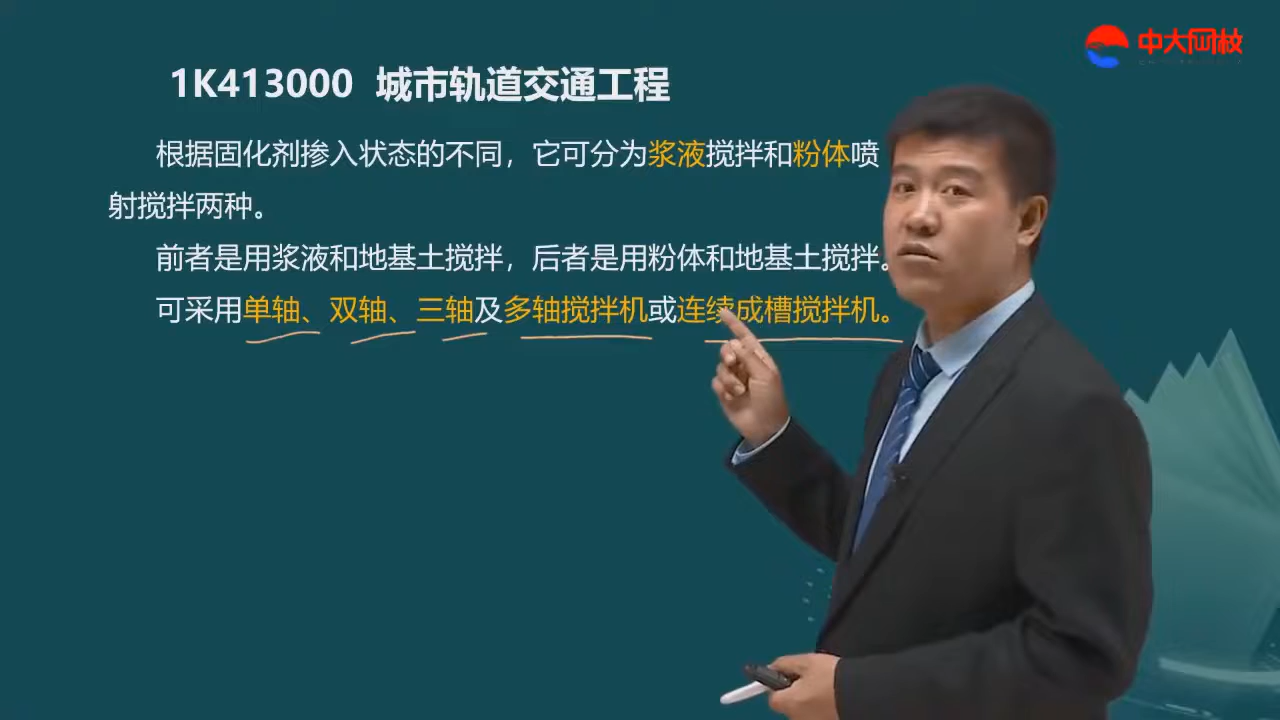 中大网校
1K413000 城市轨道交通工程
根据固化剂掺入状态的不同，它可分为浆液搅拌和粉体喷
射搅拌两种。
前者是用浆液和地基土搅拌，后者是用粉体和地基土搅拌。
可采用单轴、双轴、三轴及多轴搅拌机或连续成槽搅拌机。